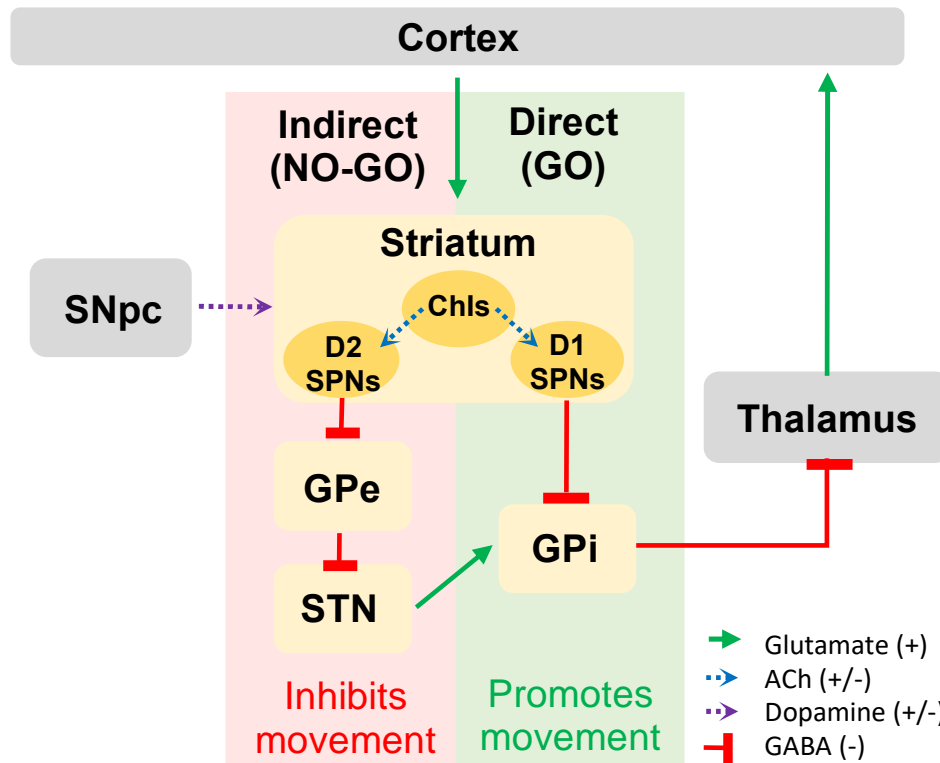 Cortex
Indirect
(NO-GO)
Direct
(GO)
Striatum
ChIs
SNpc
D2
SPNs
D1
SPNs
Thalamus
GPe
GPi
STN
Inhibits
movement
Promotes
movement
Glutamate (+)
ACh (+/-)
Dopamine (+/-)
GABA (-)